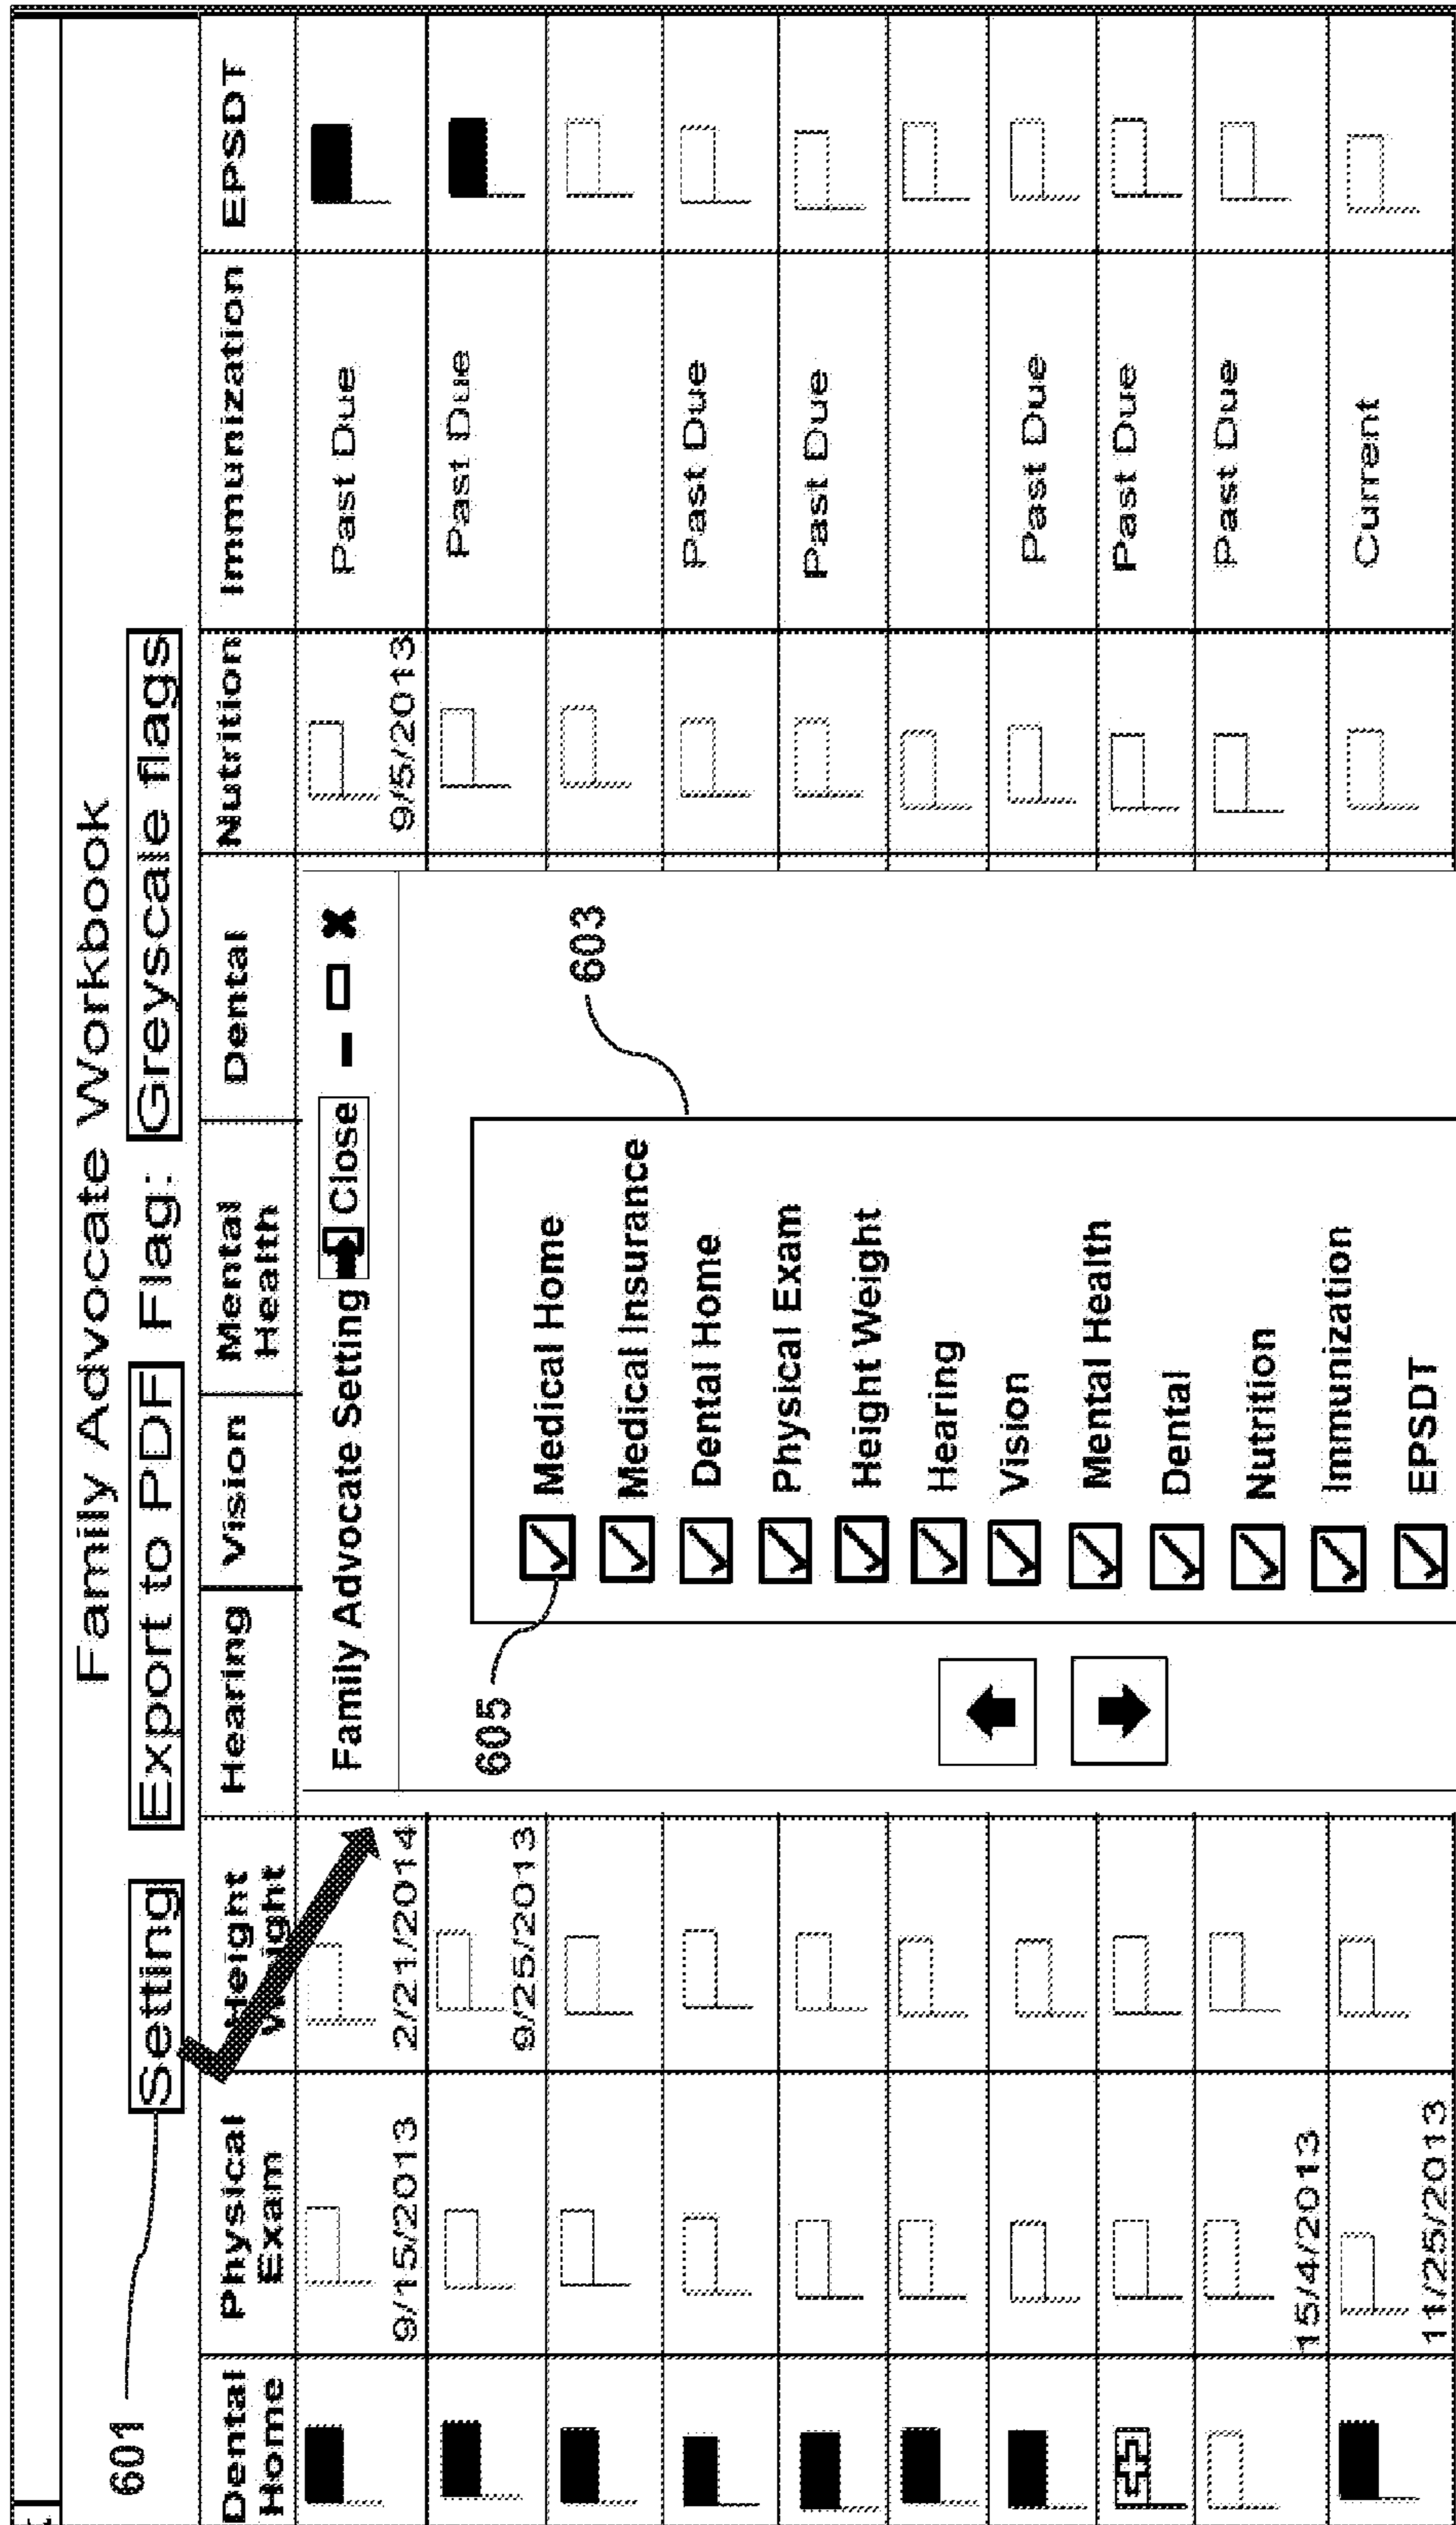 Family Advocate Workbook
601
Setting Export to PDF Flag: Greyscale flags
Dental Home Physical Exam Height Weight Hearing Vision Mental Health Dental Nutrition Immunization EPSDT
9/15/2013 2/21/2014 9/5/2013 Past Due
9/25/2013 Past Due
Past Due
Past Due
Past Due
Past Due
15/4/2013 Past Due
11/25/2013 Current
Family Advocate Setting Close
605
603
Medical Home
Medical Insurance
Dental Home
Physical Exam
Height Weight
Hearing
Vision
Mental Health
Dental
Nutrition
Immunization
EPSDT